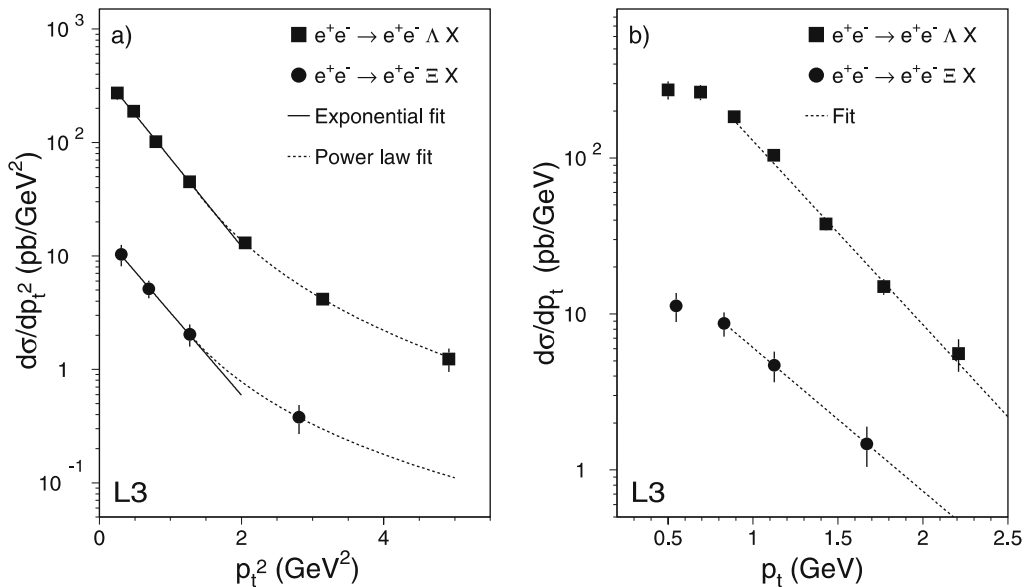 a)
e⁺e⁻ → e⁺e⁻ Λ X
e⁺e⁻ → e⁺e⁻ Ξ X
Exponential fit
Power law fit
10³
10²
10
1
10⁻¹
dσ/dpₜ² (pb/GeV²)
L3
0 2 4
pₜ² (GeV²)
b)
e⁺e⁻ → e⁺e⁻ Λ X
e⁺e⁻ → e⁺e⁻ Ξ X
Fit
10²
10
1
dσ/dpₜ (pb/GeV)
L3
0.5 1 1.5 2 2.5
pₜ (GeV)